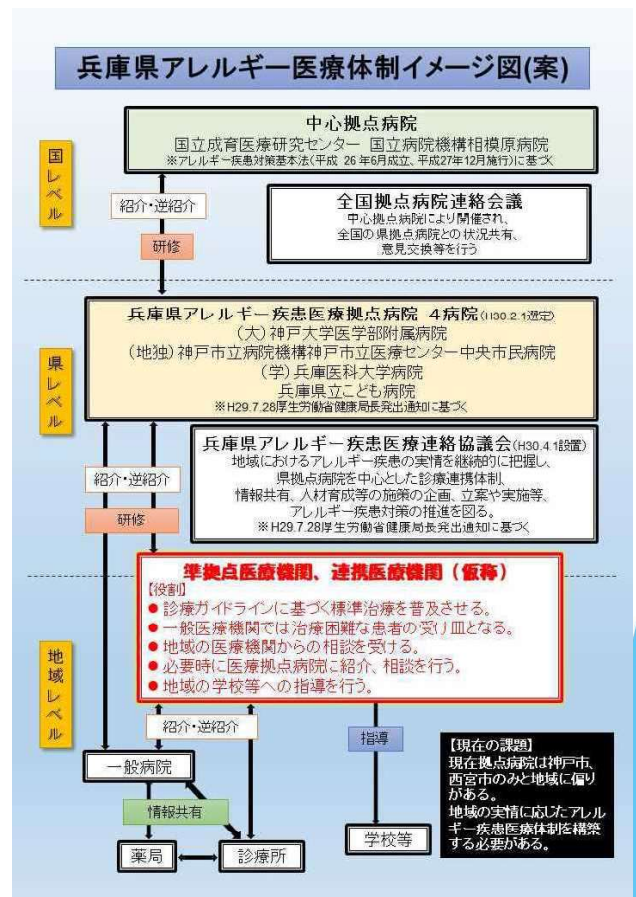 兵庫県アレルギー医療体制イメージ図(案)
国レベル
中心拠点病院
国立成育医療研究センター 国立病院機構相模原病院
※アレルギー疾患対策基本法(平成 26年6月成立、平成27年12月施行)に基づく
紹介・逆紹介
研修
全国拠点病院連絡会議
中心拠点病院により開催され、
全国の県拠点病院との状況共有、
意見交換等を行う
県レベル
兵庫県アレルギー疾患医療拠点病院 4病院(H30.2.1選定)
(大)神戸大学医学部附属病院
(地独)神戸市立病院機構神戸市立医療センター中央市民病院
(学)兵庫医科大学病院
兵庫県立こども病院
※H29.7.28厚生労働省健康局長発出通知に基づく
紹介・逆紹介
研修
兵庫県アレルギー疾患医療連絡協議会(H30.4.1設置)
地域におけるアレルギー疾患の実情を継続的に把握し、
県拠点病院を中心とした診療連携体制、
情報共有、人材育成等の施策の企画、立案や実施等、
アレルギー疾患対策の推進を図る。
※H29.7.28厚生労働省健康局長発出通知に基づく
地域レベル
準拠点医療機関、連携医療機関(仮称)
【役割】
● 診療ガイドラインに基づく標準治療を普及させる。
● 一般医療機関では治療困難な患者の受け皿となる。
● 地域の医療機関からの相談を受ける。
● 必要時に医療拠点病院に紹介、相談を行う。
● 地域の学校等への指導を行う。
紹介・逆紹介
指導
一般病院
情報共有
薬局
診療所
学校等
【現在の課題】
現在拠点病院は神戸市、
西宮市のみと地域に偏り
がある。
地域の実情に応じたアレル
ギー疾患医療体制を構築
する必要がある。